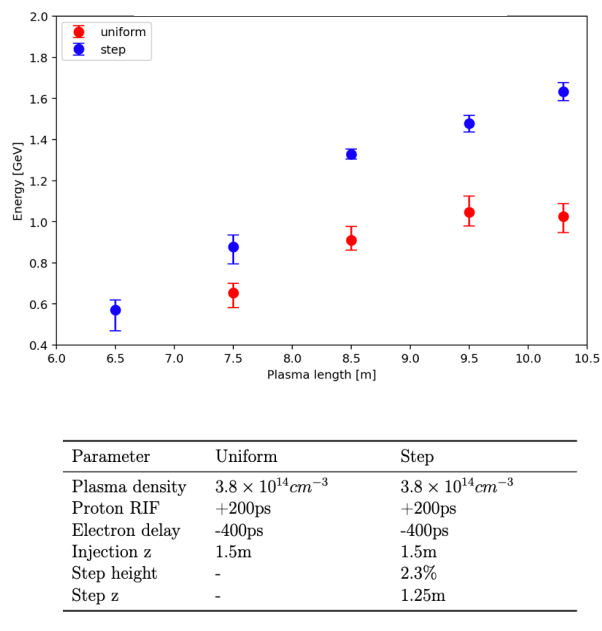 2.0
1.8
1.6
1.4
1.2
1.0
0.8
0.6
0.4
Energy [GeV]
uniform
step
6.0 6.5 7.0 7.5 8.0 8.5 9.0 9.5 10.0 10.5
Plasma length [m]
Parameter Uniform Step
Plasma density 3.8 × 10^14 cm^−3 3.8 × 10^14 cm^−3
Proton RIF +200ps +200ps
Electron delay -400ps -400ps
Injection z 1.5m 1.5m
Step height - 2.3%
Step z - 1.25m